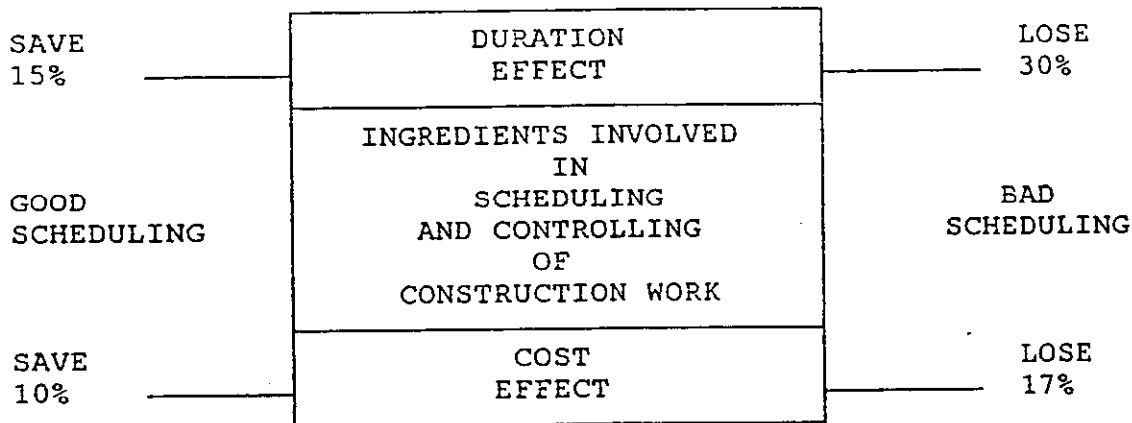 SAVE
15%
DURATION
EFFECT
LOSE
30%
GOOD
SCHEDULING
INGREDIENTS INVOLVED
IN
SCHEDULING
AND CONTROLLING
OF
CONSTRUCTION WORK
BAD
SCHEDULING
SAVE
10%
COST
EFFECT
LOSE
17%